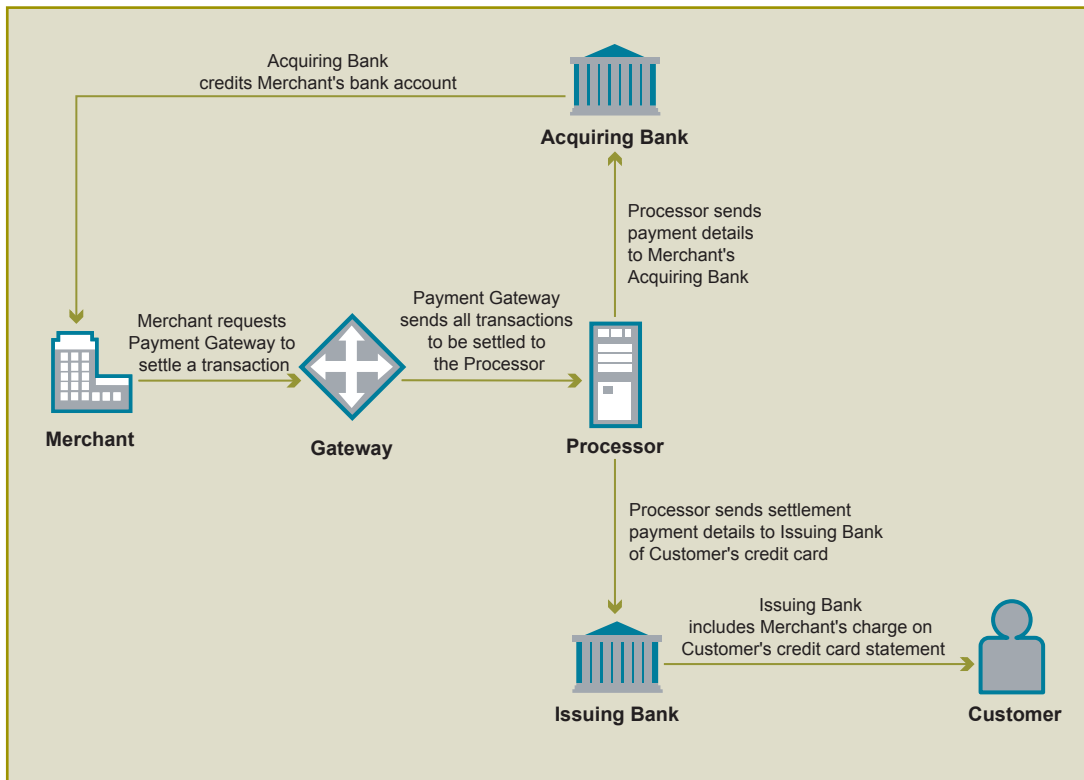 Acquiring Bank
credits Merchant's bank account
Acquiring Bank
Processor sends
payment details
to Merchant's
Acquiring Bank
Merchant requests
Payment Gateway to
settle a transaction
Payment Gateway
sends all transactions
to be settled to
the Processor
Merchant
Gateway
Processor
Processor sends settlement
payment details to Issuing Bank
of Customer's credit card
Issuing Bank
includes Merchant's charge on
Customer's credit card statement
Issuing Bank
Customer